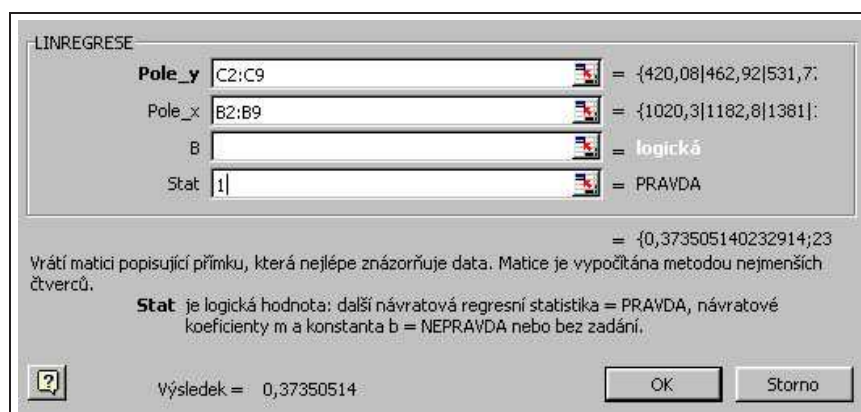 LINREGRESE
Pole_y C2:C9 = {420,08|462,92|531,7
Pole_x B2:B9 = {1020,3|1182,8|1381|
B = logická
Stat 1 = PRAVDA
= {0,373505140232914;23
Vrátí matici popisující přímku, která nejlépe znázorňuje data. Matice je vypočítána metodou nejmenších
čtverců.
Stat je logická hodnota: další návratová regresní statistika = PRAVDA, návratové
koeficienty m a konstanta b = NEPRAVDA nebo bez zadání.
Výsledek = 0,37350514
OK
Storno